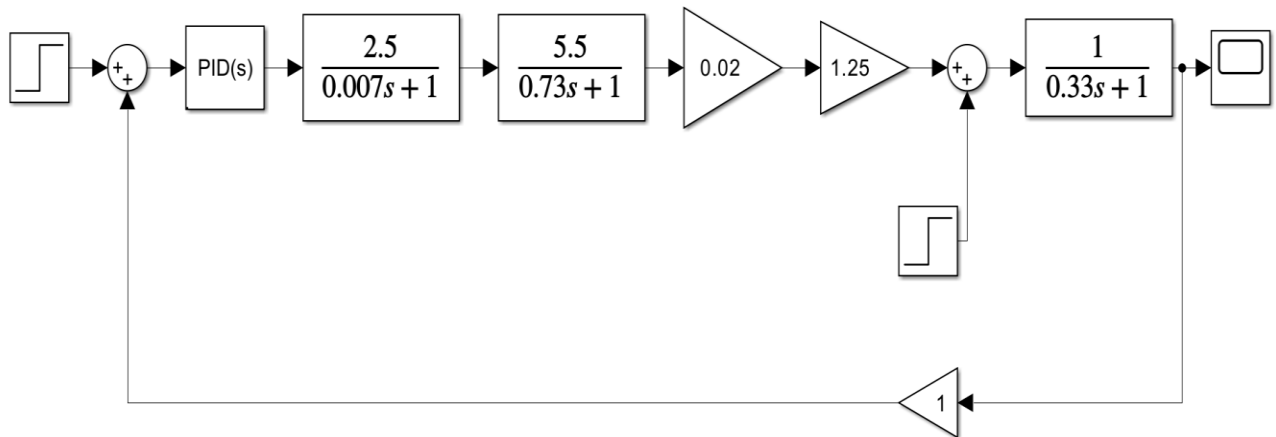 +
+
PID(s)
2.5
0.007s + 1
5.5
0.73s + 1
0.02
1.25
+
+
1
0.33s + 1
1